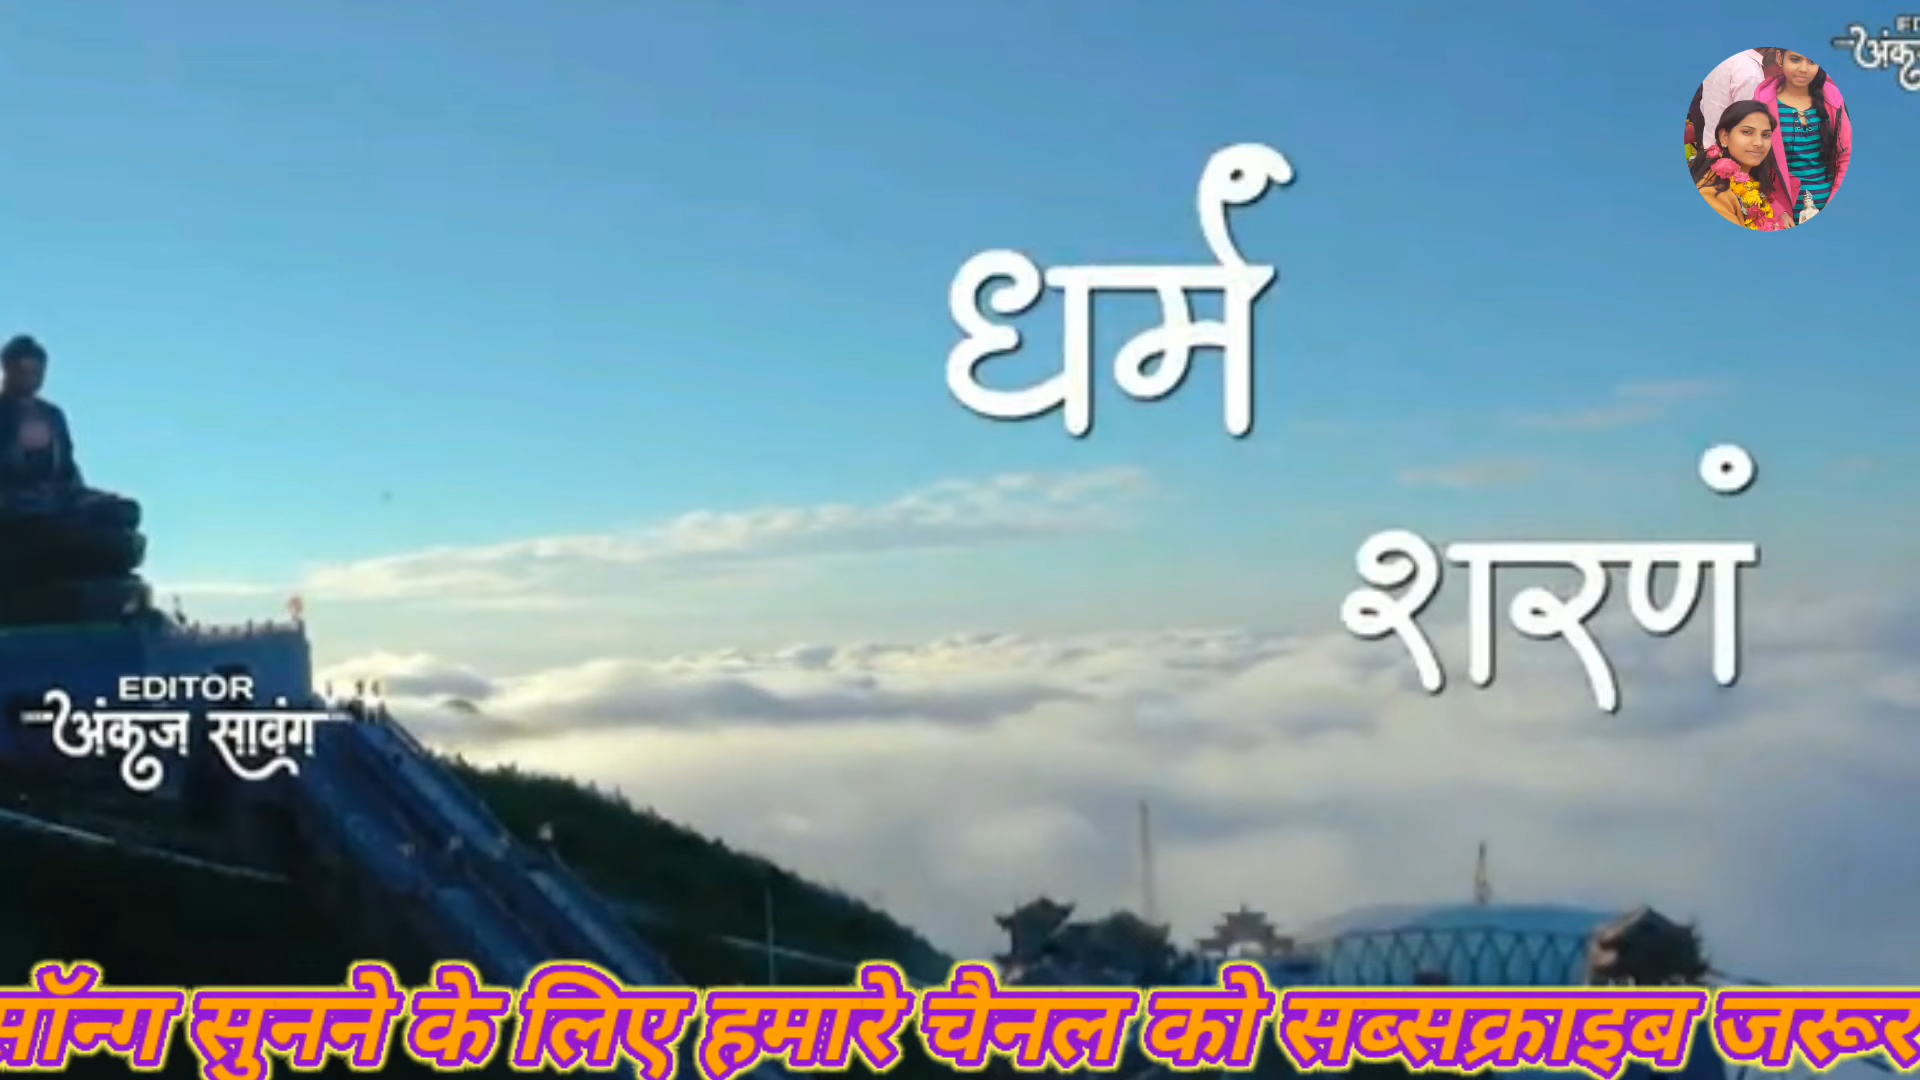 धर्म
शरणं
EDITOR
अंकुज सावंग
सॉन्ग सुनने के लिए हमारे चैनल को सब्सक्राइब जरूर